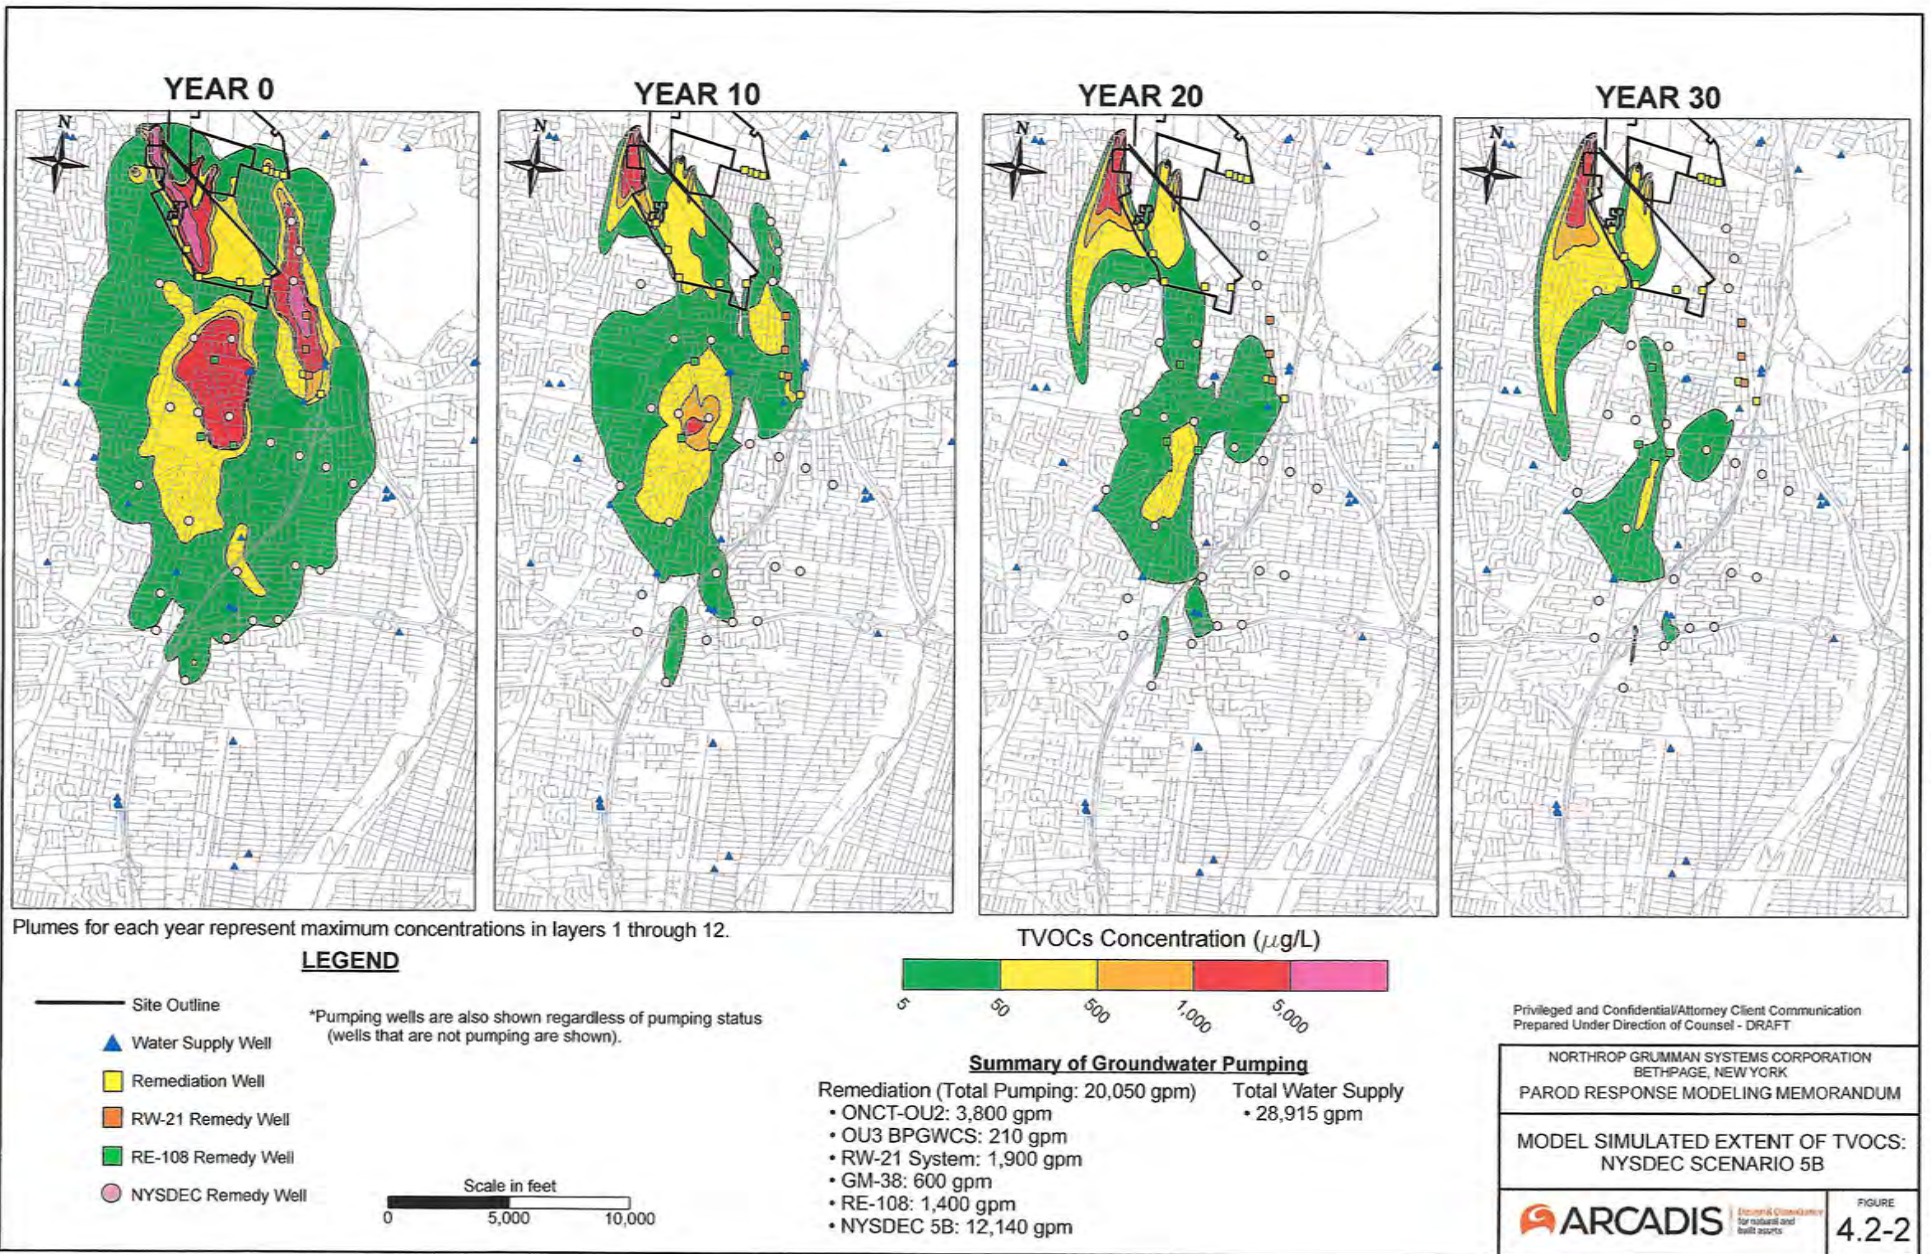 YEAR 0
YEAR 10
YEAR 20
YEAR 30
N
N
N
N
Plumes for each year represent maximum concentrations in layers 1 through 12.
LEGEND
Site Outline
Water Supply Well
Remediation Well
RW-21 Remedy Well
RE-108 Remedy Well
NYSDEC Remedy Well
*Pumping wells are also shown regardless of pumping status
(wells that are not pumping are shown).
Scale in feet
0 5,000 10,000
TVOCs Concentration (µg/L)
5 50 500 1,000 5,000
Summary of Groundwater Pumping
Remediation (Total Pumping: 20,050 gpm)
• ONCT-OU2: 3,800 gpm
• OU3 BPGWCS: 210 gpm
• RW-21 System: 1,900 gpm
• GM-38: 600 gpm
• RE-108: 1,400 gpm
• NYSDEC 5B: 12,140 gpm
Total Water Supply
• 28,915 gpm
Privileged and Confidential/Attorney Client Communication
Prepared Under Direction of Counsel - DRAFT
NORTHROP GRUMMAN SYSTEMS CORPORATION
BETHPAGE, NEW YORK
PAROD RESPONSE MODELING MEMORANDUM
MODEL SIMULATED EXTENT OF TVOCS:
NYSDEC SCENARIO 5B
ARCADIS
Design & Consultancy
for natural and
built assets
FIGURE
4.2-2